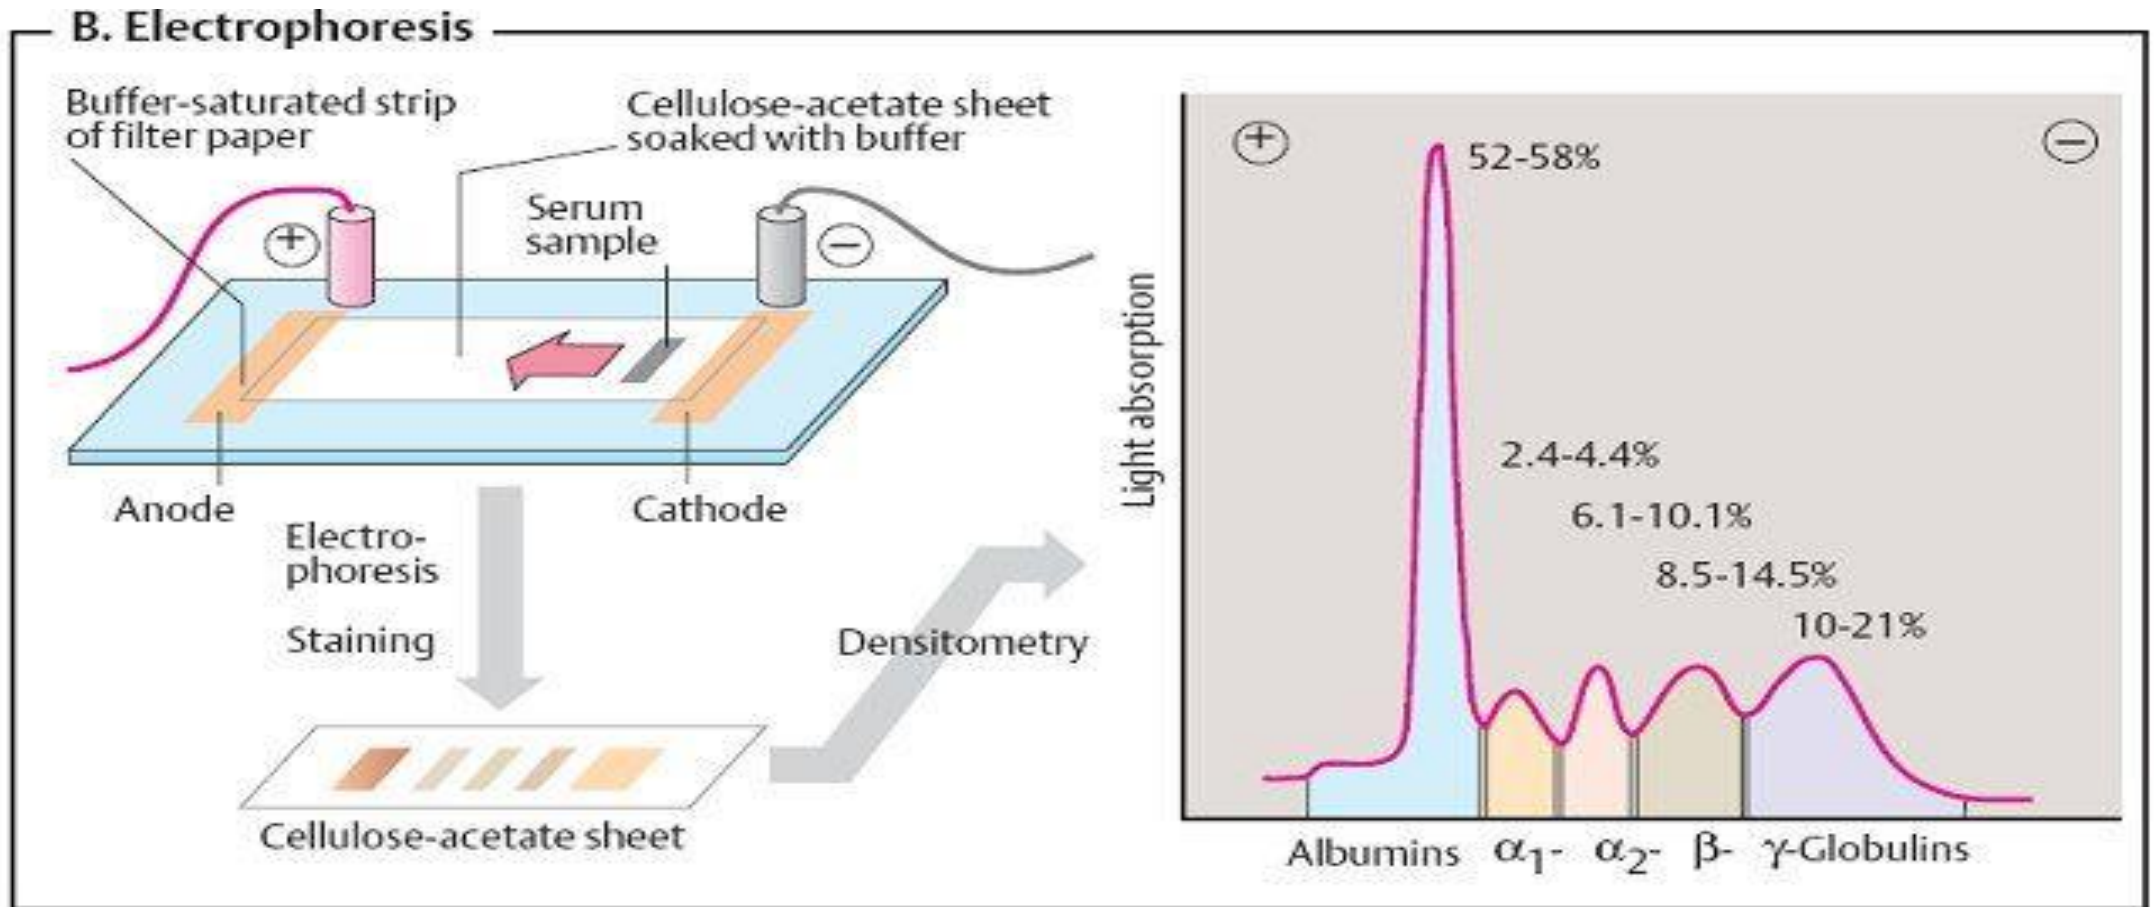 B. Electrophoresis
Buffer-saturated strip
of filter paper
Cellulose-acetate sheet
soaked with buffer
Serum
sample
+
−
Anode
Cathode
Electro-
phoresis
Staining
Densitometry
Cellulose-acetate sheet
+
−
Light absorption
52-58%
2.4-4.4%
6.1-10.1%
8.5-14.5%
10-21%
Albumins α1- α2- β- γ-Globulins